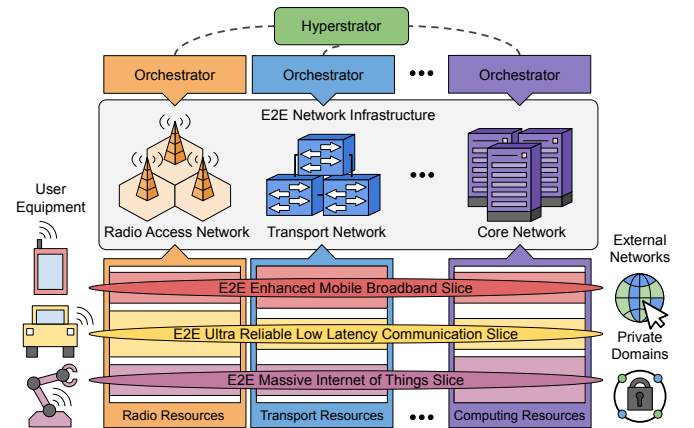 Hyperstrator
Orchestrator
Orchestrator
•••
Orchestrator
E2E Network Infrastructure
•••
Radio Access Network
Transport Network
Core Network
User
Equipment
External
Networks
Private
Domains
E2E Enhanced Mobile Broadband Slice
E2E Ultra Reliable Low Latency Communication Slice
E2E Massive Internet of Things Slice
Radio Resources
Transport Resources
•••
Computing Resources